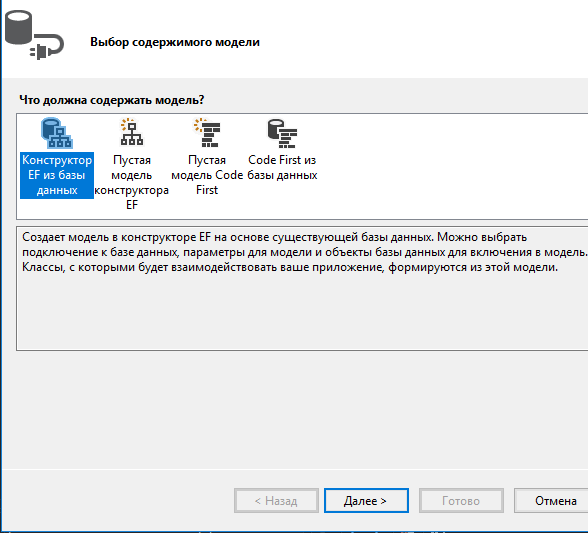 Выбор содержимого модели
Что должна содержать модель?
Конструктор
EF из базы
данных
Пустая
модель
конструктора
EF
Пустая
модель Code
First
Code First из
базы данных
Создает модель в конструкторе EF на основе существующей базы данных. Можно выбрать
подключение к базе данных, параметры для модели и объекты базы данных для включения в модель.
Классы, с которыми будет взаимодействовать ваше приложение, формируются из этой модели.
< Назад
Далее >
Готово
Отмена